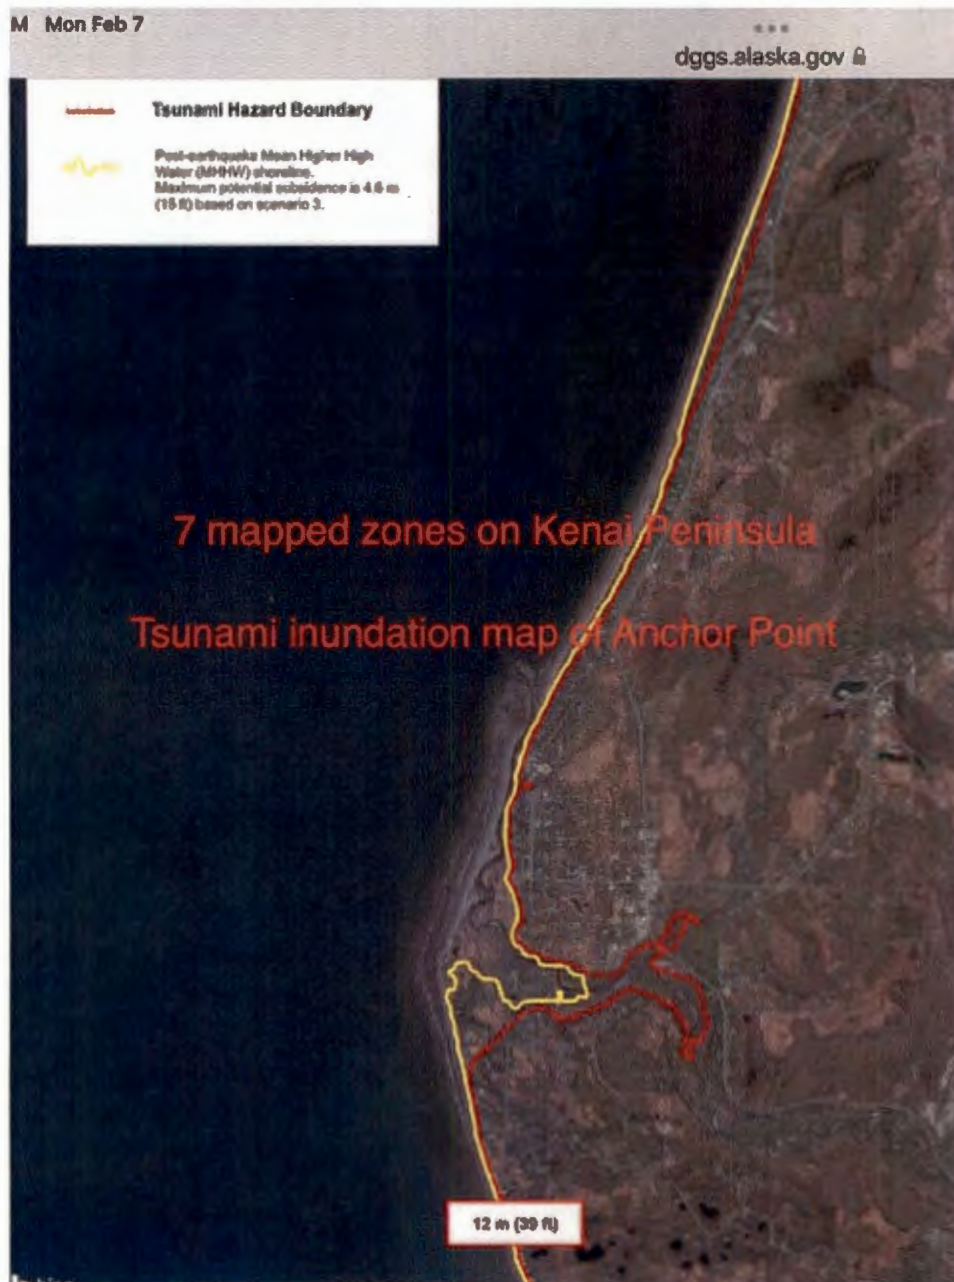 M Mon Feb 7
dggs.alaska.gov
Tsunami Hazard Boundary
Post-earthquake Mean Higher High
Water (MHHW) shoreline.
Maximum potential subsidence is 4.6 m
(15 ft) based on scenario 3.
7 mapped zones on Kenai Peninsula
Tsunami inundation map of Anchor Point
12 m (39 ft)